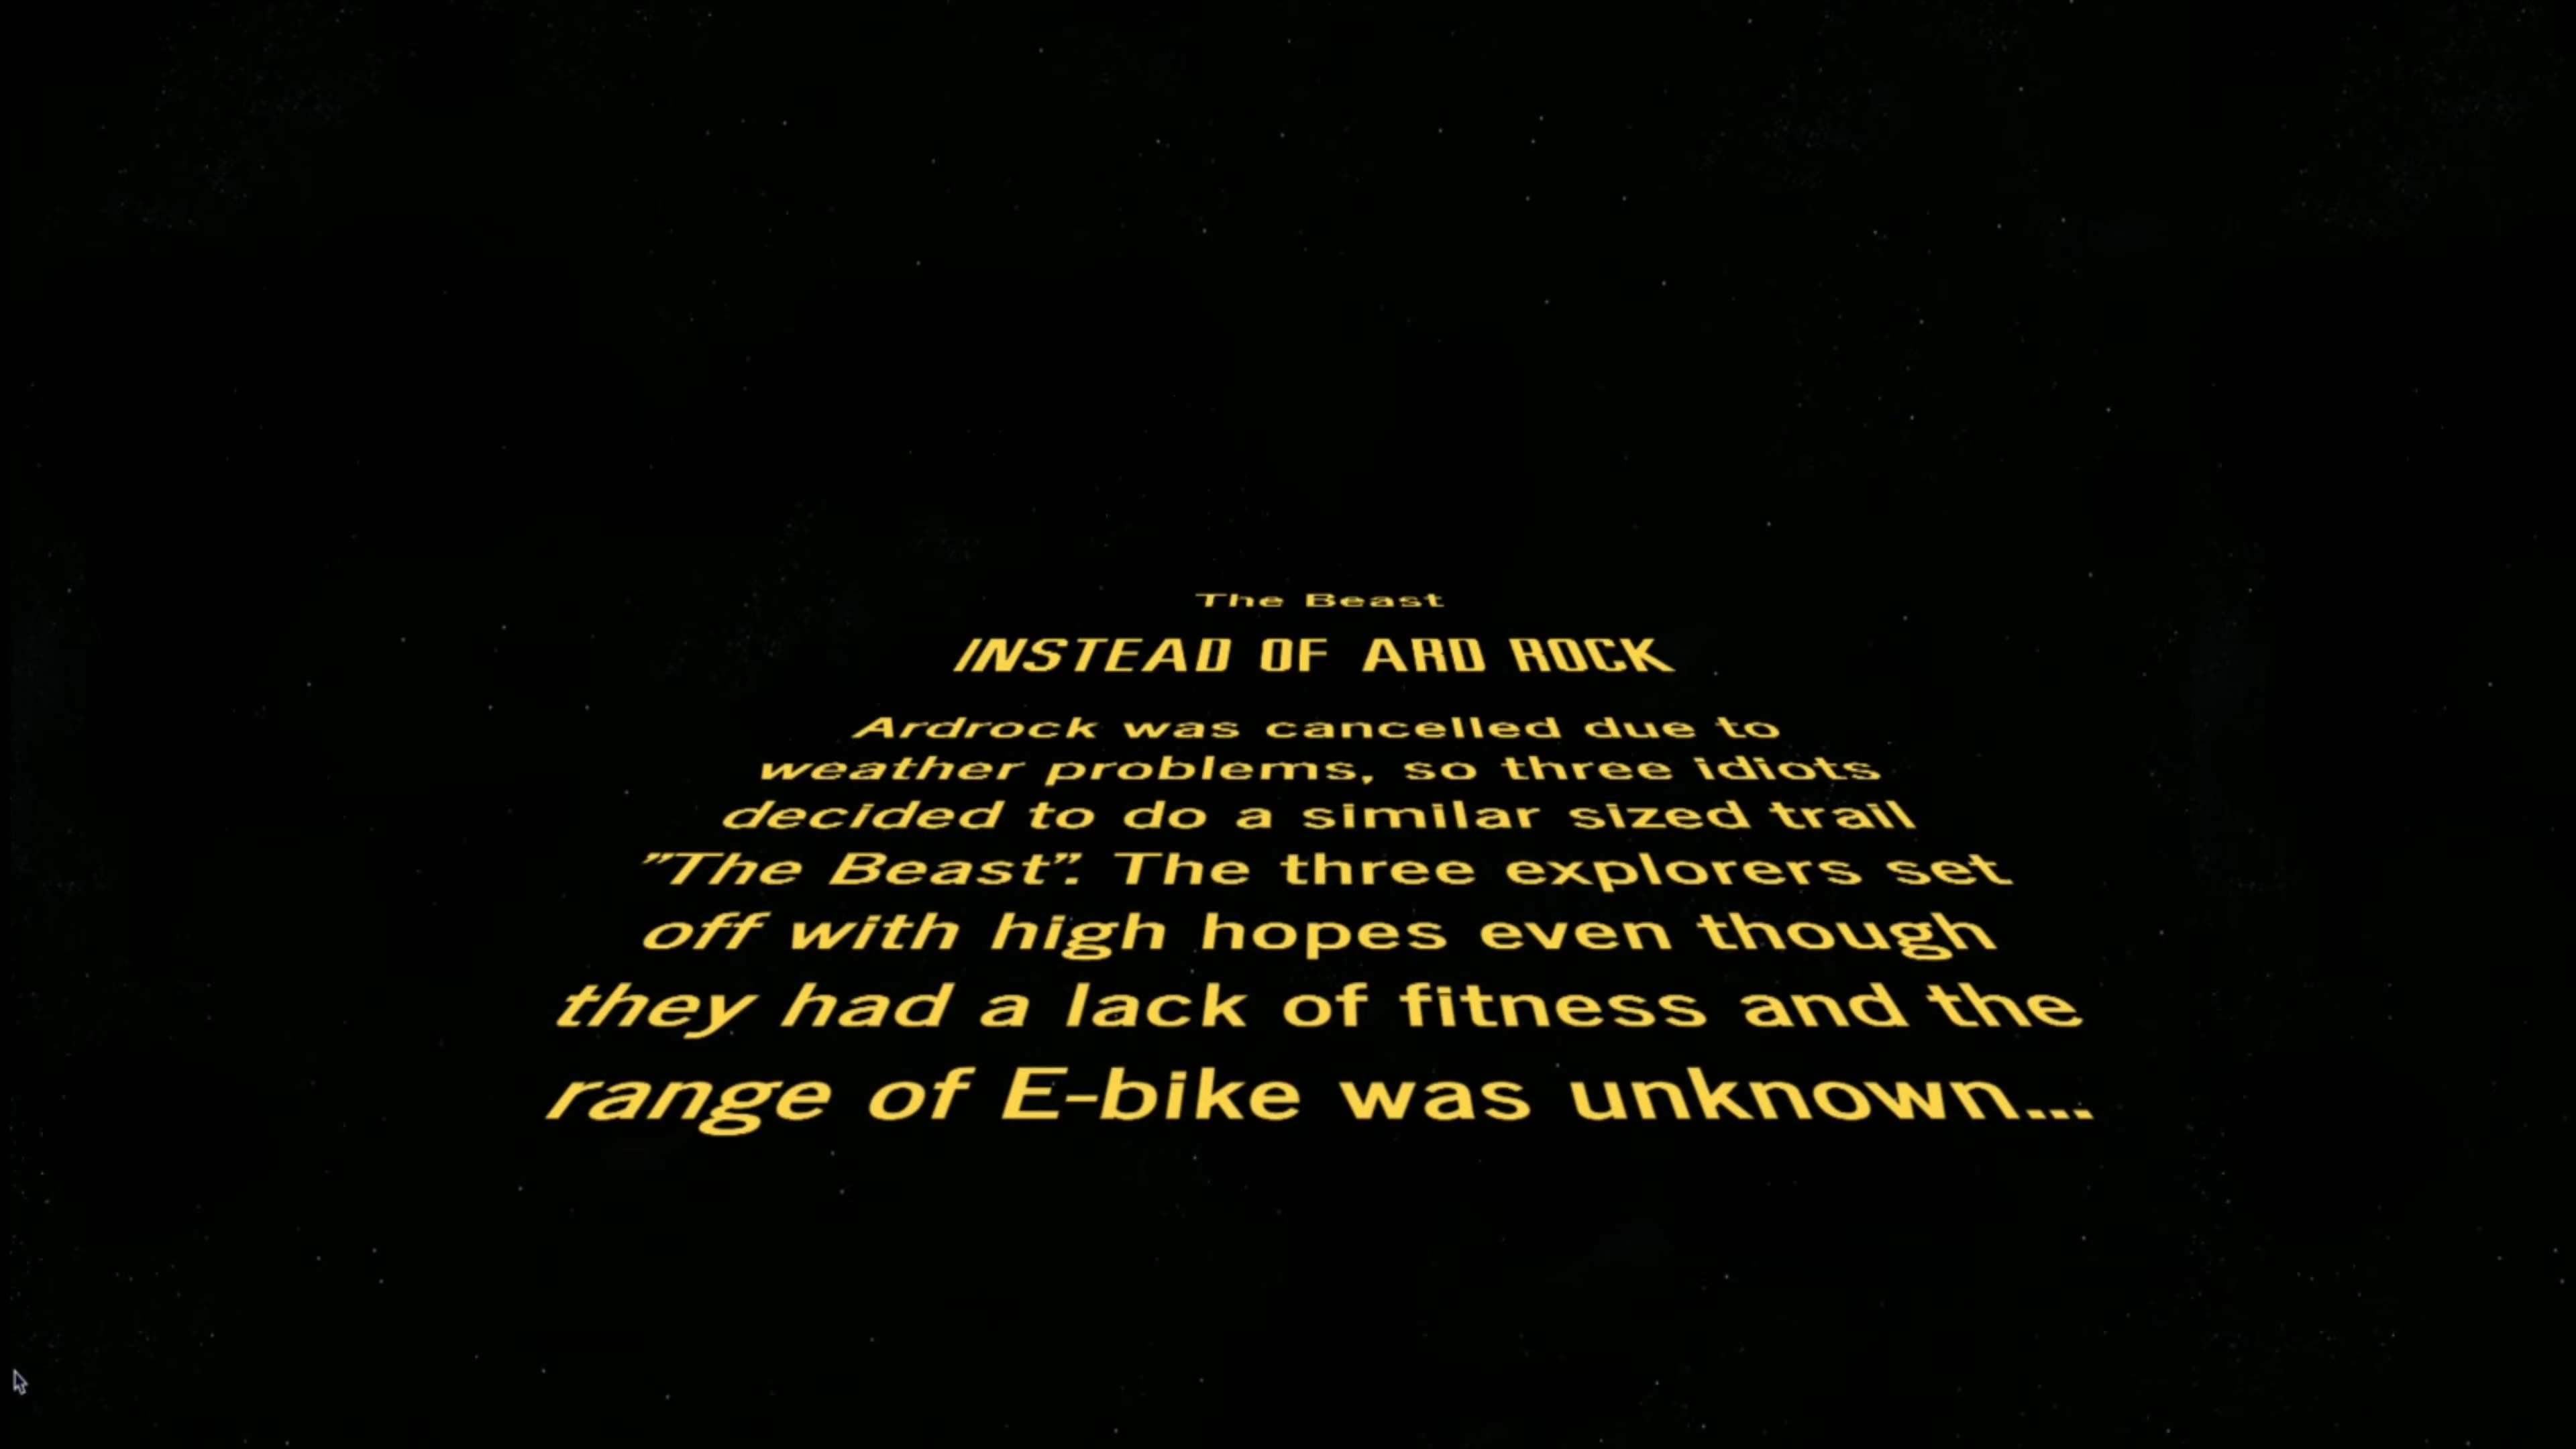 The Beast
INSTEAD OF ARD ROCK
Ardrock was cancelled due to
weather problems, so three idiots
decided to do a similar sized trail
"The Beast". The three explorers set
off with high hopes even though
they had a lack of fitness and the
range of E-bike was unknown...